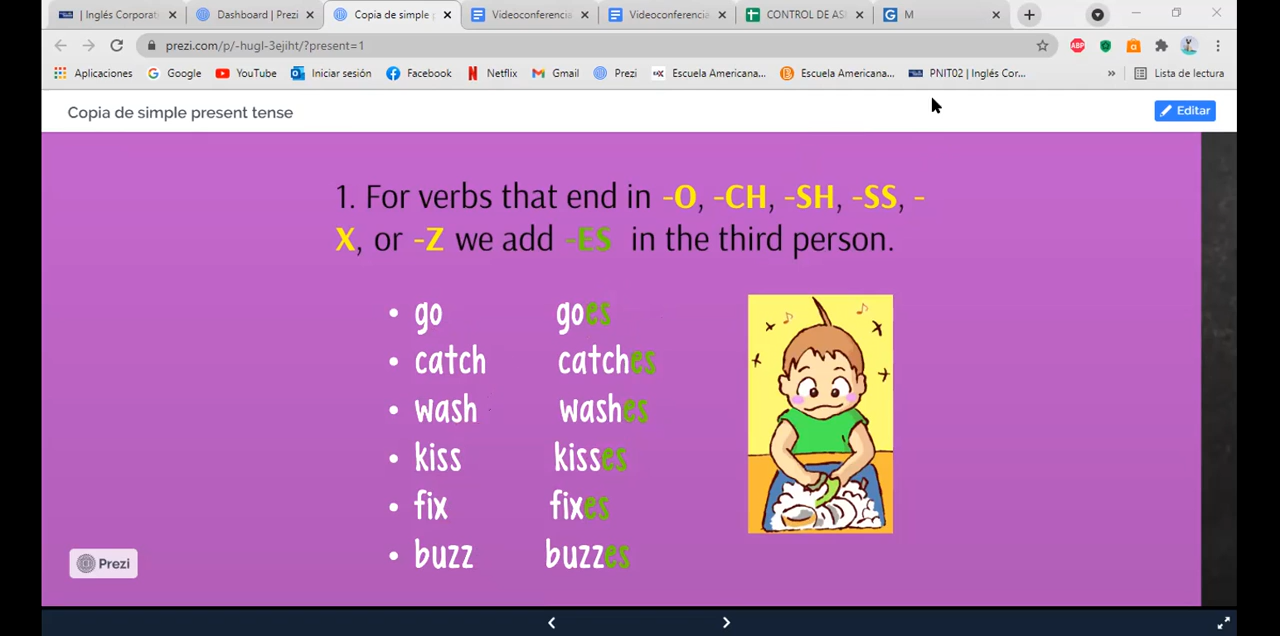 | Inglés Corporat
Dashboard | Prezi
Copia de simple p
Videoconferencia
Videoconferencia
CONTROL DE AS
M
prezi.com/p/-hugl-3ejiht/?present=1
ABP
Aplicaciones
Google
YouTube
Iniciar sesión
Facebook
Netflix
Gmail
Prezi
Escuela Americana...
Escuela Americana...
PNIT02 | Inglés Cor...
»
Lista de lectura
Copia de simple present tense
Editar
1. For verbs that end in -O, -CH, -SH, -SS, -
X, or -Z we add -ES in the third person.
• go goes
• catch catches
• wash washes
• kiss kisses
• fix fixes
• buzz buzzes
Prezi